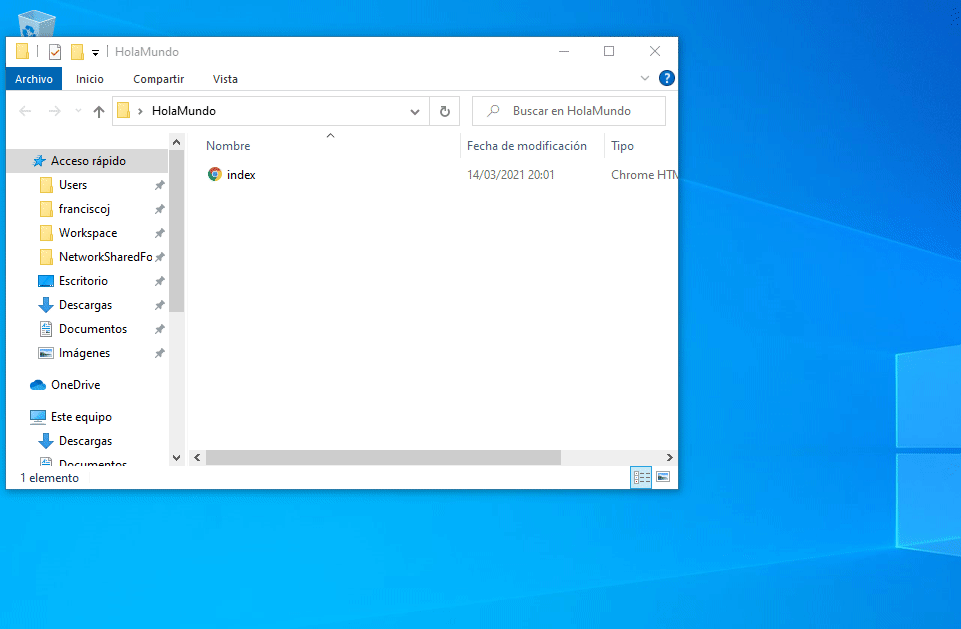 HolaMundo
Archivo Inicio Compartir Vista
HolaMundo Buscar en HolaMundo
Nombre Fecha de modificación Tipo
index 14/03/2021 20:01 Chrome HTM
Acceso rápido
Users
franciscoj
Workspace
NetworkSharedFo
Escritorio
Descargas
Documentos
Imágenes
OneDrive
Este equipo
Descargas
Documentos
1 elemento